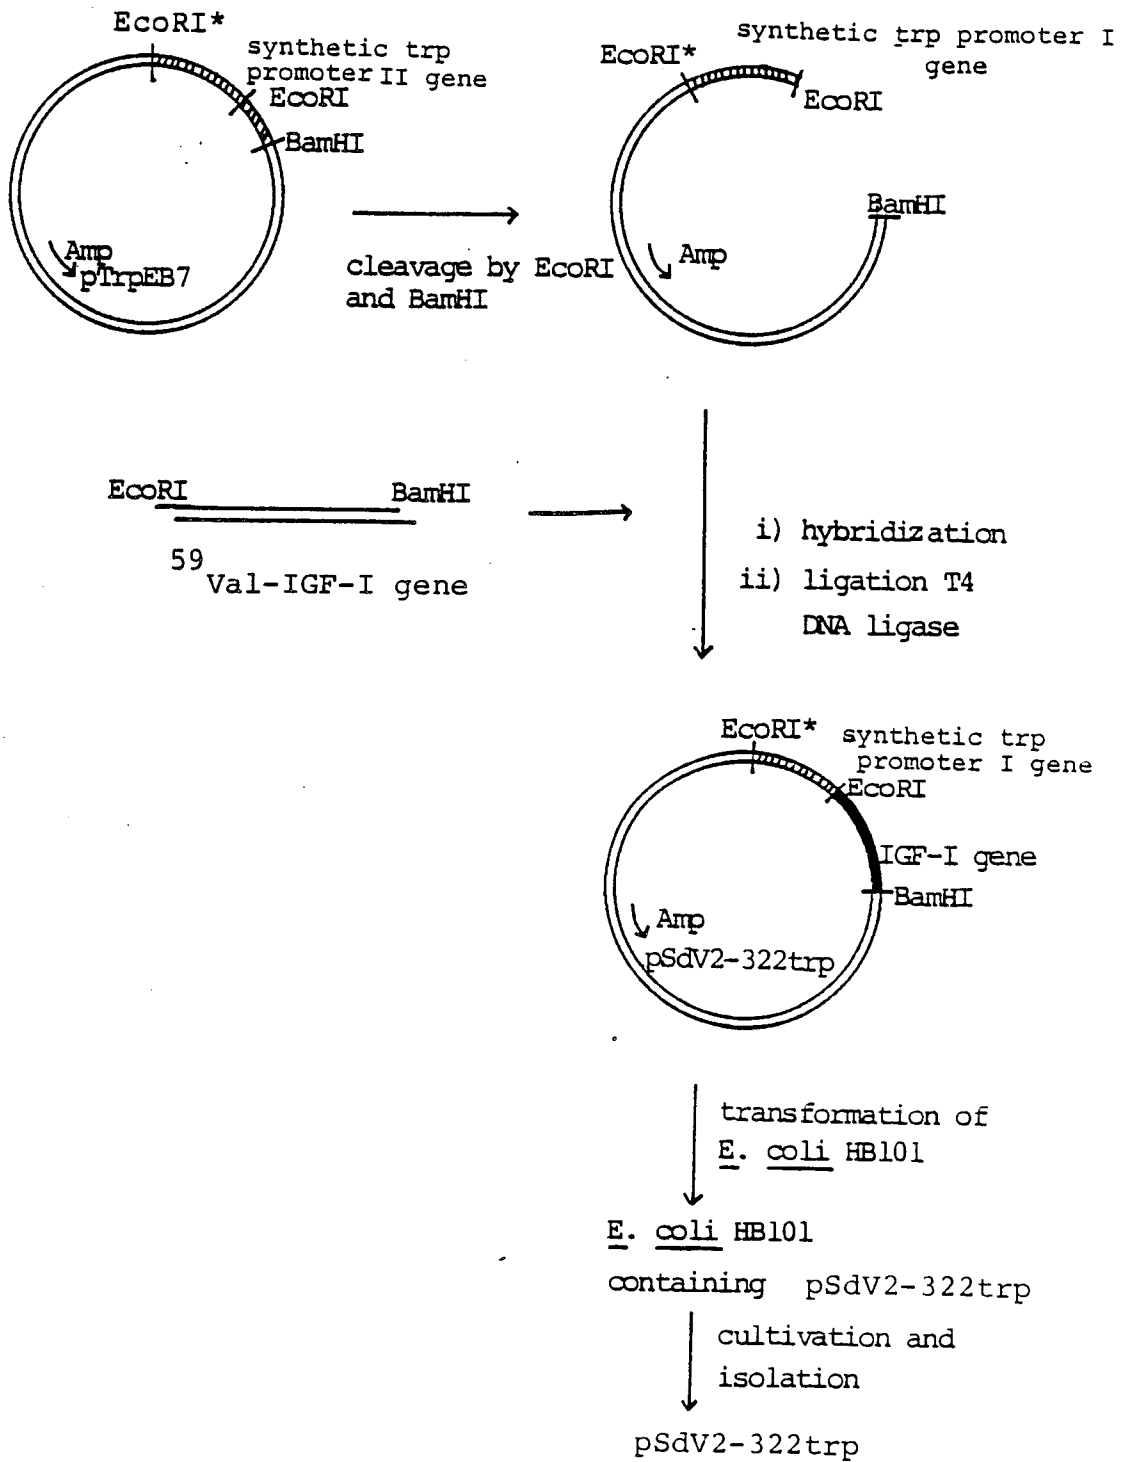 EcoRI*
synthetic trp
promoter II gene
EcoRI
BamHI
Amp
pTrpEB7
cleavage by EcoRI
and BamHI
synthetic trp promoter I
gene
EcoRI*
EcoRI
BamHI
Amp
EcoRI
BamHI
59
Val-IGF-I gene
i) hybridization
ii) ligation T4
DNA ligase
EcoRI*
synthetic trp
promoter I gene
EcoRI
IGF-I gene
BamHI
Amp
pSdV2-322trp
transformation of
E. coli HB101
E. coli HB101
containing pSdV2-322trp
cultivation and
isolation
pSdV2-322trp